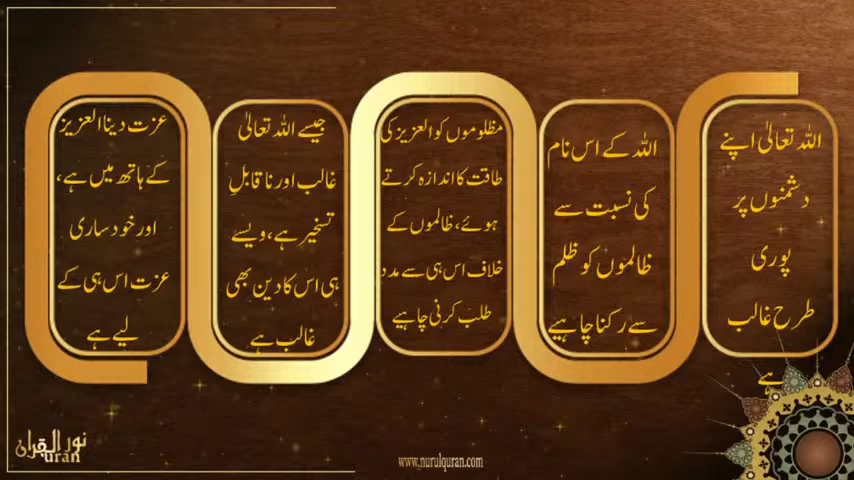 اللہ تعالیٰ اپنے
دشمنوں پر
پوری
طرح غالب
ہے
اللہ کے اس نام
کی نسبت سے
ظالموں کو ظلم
سے رکنا چاہیے
مظلوموں کو العزیز کی
طاقت کا اندازہ کرتے
ہوئے، ظالموں کے
خلاف اس ہی سے مدد
طلب کرنی چاہیے
جیسے اللہ تعالیٰ
غالب اور ناقابلِ
تسخیر ہے، ویسے
ہی اس کا دین بھی
غالب ہے
عزت دینا العزیز
کے ہاتھ میں ہے،
اور خود ساری
عزت اس ہی کے
لیے ہے
نور القرآن
uran
www.nurulquran.com